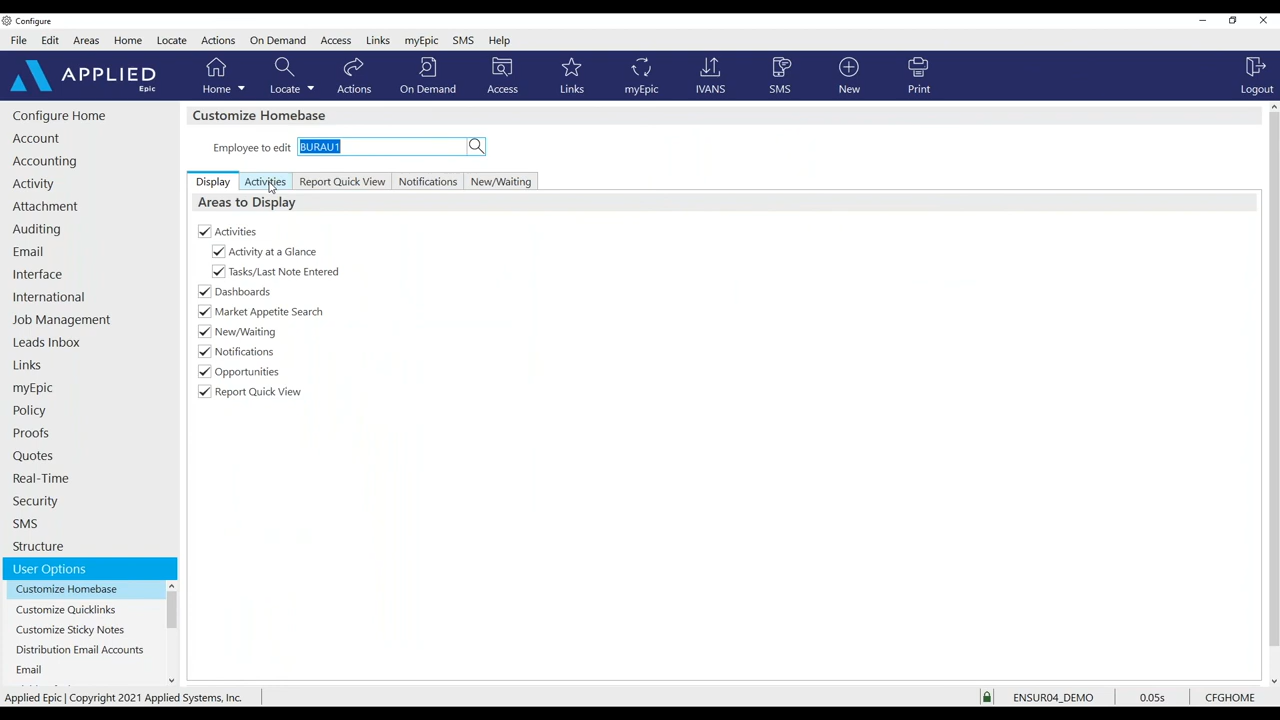 Configure
File Edit Areas Home Locate Actions On Demand Access Links myEpic SMS Help
APPLIED Epic Home Locate Actions On Demand Access Links myEpic IVANS SMS New Print Logout
Configure Home
Account
Accounting
Activity
Attachment
Auditing
Email
Interface
International
Job Management
Leads Inbox
Links
myEpic
Policy
Proofs
Quotes
Real-Time
Security
SMS
Structure
User Options
Customize Homebase
Customize Quicklinks
Customize Sticky Notes
Distribution Email Accounts
Email
Customize Homebase
Employee to edit BURAU1
Display Activities Report Quick View Notifications New/Waiting
Areas to Display
Activities
Activity at a Glance
Tasks/Last Note Entered
Dashboards
Market Appetite Search
New/Waiting
Notifications
Opportunities
Report Quick View
Applied Epic | Copyright 2021 Applied Systems, Inc. ENSUR04_DEMO 0.05s CFGHOME